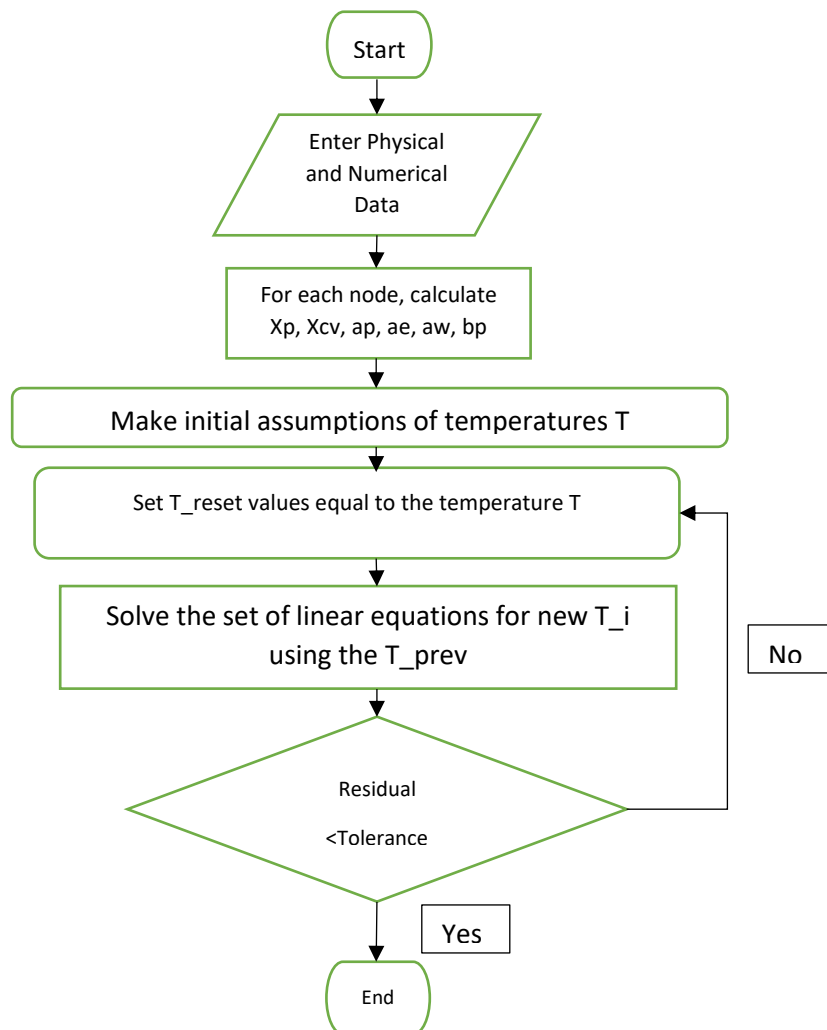 Start
Enter Physical
and Numerical
Data
For each node, calculate
Xp, Xcv, ap, ae, aw, bp
Make initial assumptions of temperatures T
Set T_reset values equal to the temperature T
Solve the set of linear equations for new T_i
using the T_prev
No
Residual
<Tolerance
Yes
End